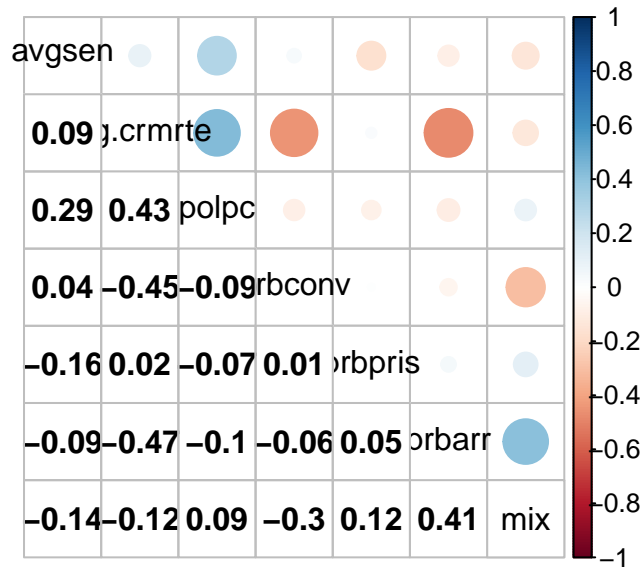 avgsen
0.09 g.crmrte
0.29 0.43 polpc
0.04 −0.45 −0.09 rbconv
−0.16 0.02 −0.07 0.01 orbpris
−0.09 −0.47 −0.1 −0.06 0.05 orbarr
−0.14 −0.12 0.09 −0.3 0.12 0.41 mix
1
0.8
0.6
0.4
0.2
0
−0.2
−0.4
−0.6
−0.8
−1